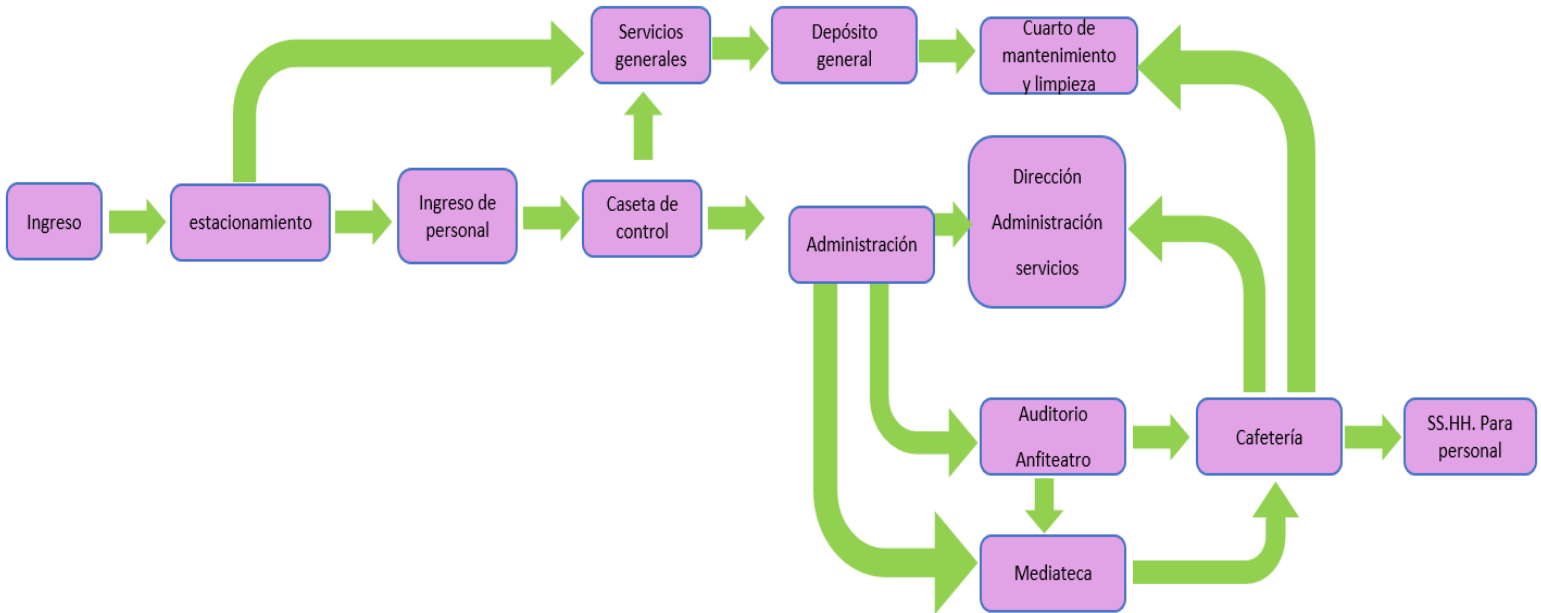 Servicios
generales
Depósito
general
Cuarto de
mantenimiento
y limpieza
Ingreso
estacionamiento
Ingreso de
personal
Caseta de
control
Administración
Dirección
Administración
servicios
Auditorio
Anfiteatro
Cafetería
SS.HH. Para
personal
Mediateca